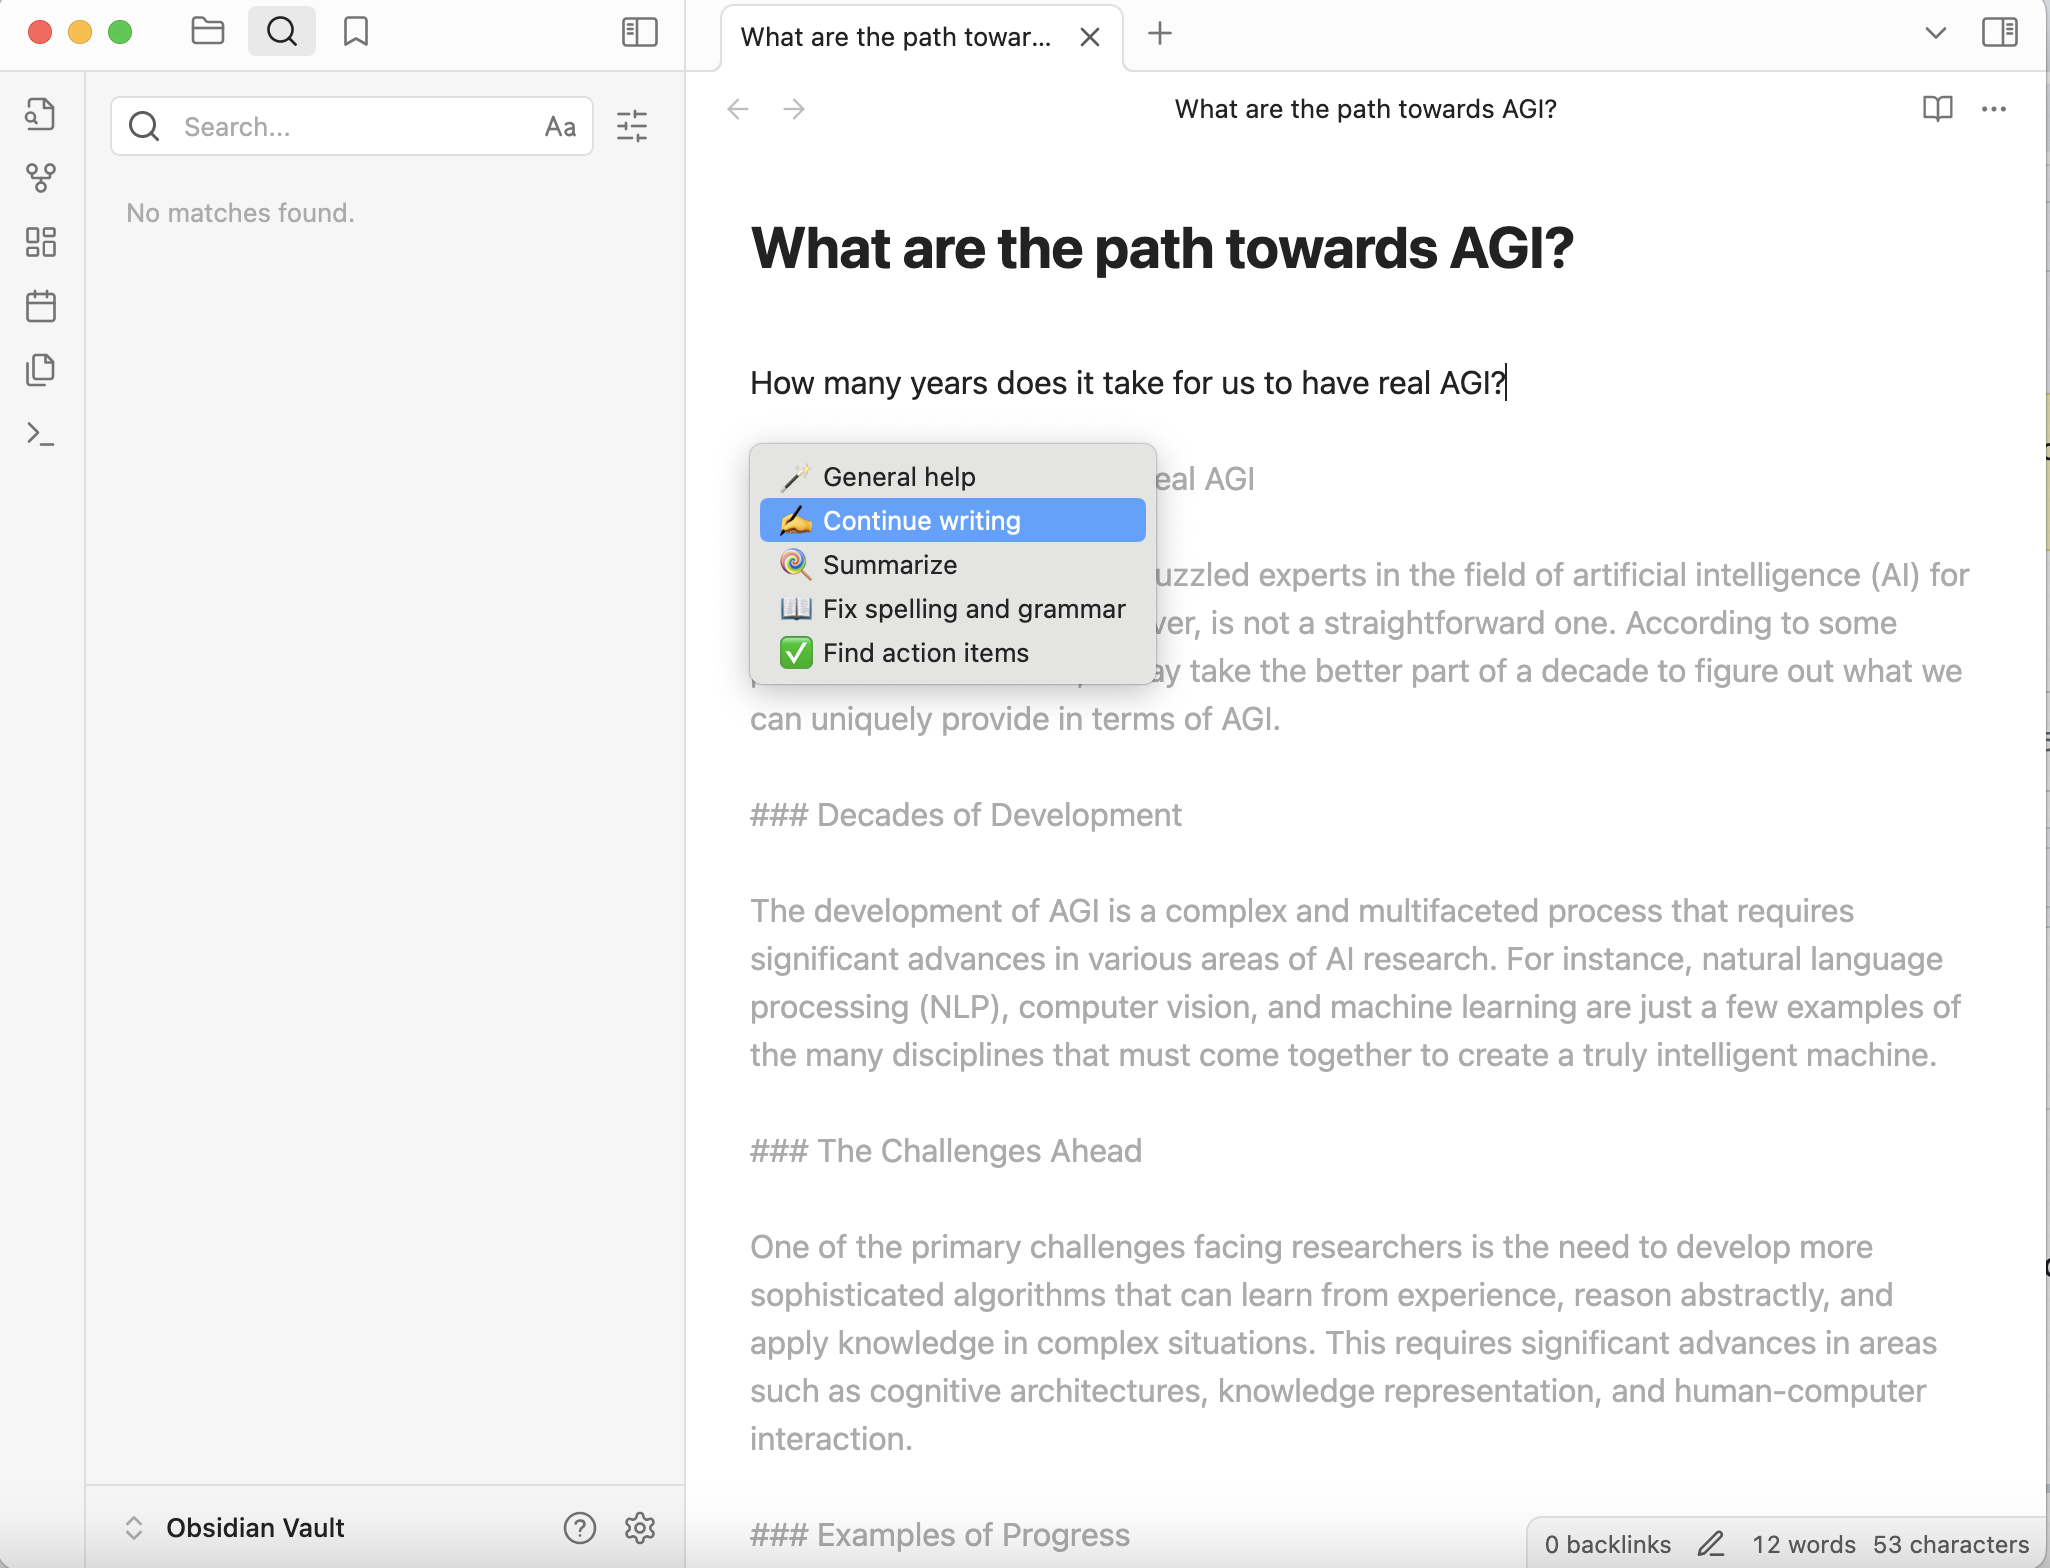 What are the path towar...
Search...
Aa
No matches found.
What are the path towards AGI?
What are the path towards AGI?
How many years does it take for us to have real AGI?
General help
AGI
Continue writing
Summarize
experts in the field of artificial intelligence (AI) for
Fix spelling and grammar
is not a straightforward one. According to some
Find action items
take the better part of a decade to figure out what we
can uniquely provide in terms of AGI.
### Decades of Development
The development of AGI is a complex and multifaceted process that requires
significant advances in various areas of AI research. For instance, natural language
processing (NLP), computer vision, and machine learning are just a few examples of
the many disciplines that must come together to create a truly intelligent machine.
### The Challenges Ahead
One of the primary challenges facing researchers is the need to develop more
sophisticated algorithms that can learn from experience, reason abstractly, and
apply knowledge in complex situations. This requires significant advances in areas
such as cognitive architectures, knowledge representation, and human-computer
interaction.
### Examples of Progress
Obsidian Vault
0 backlinks 12 words 53 characters